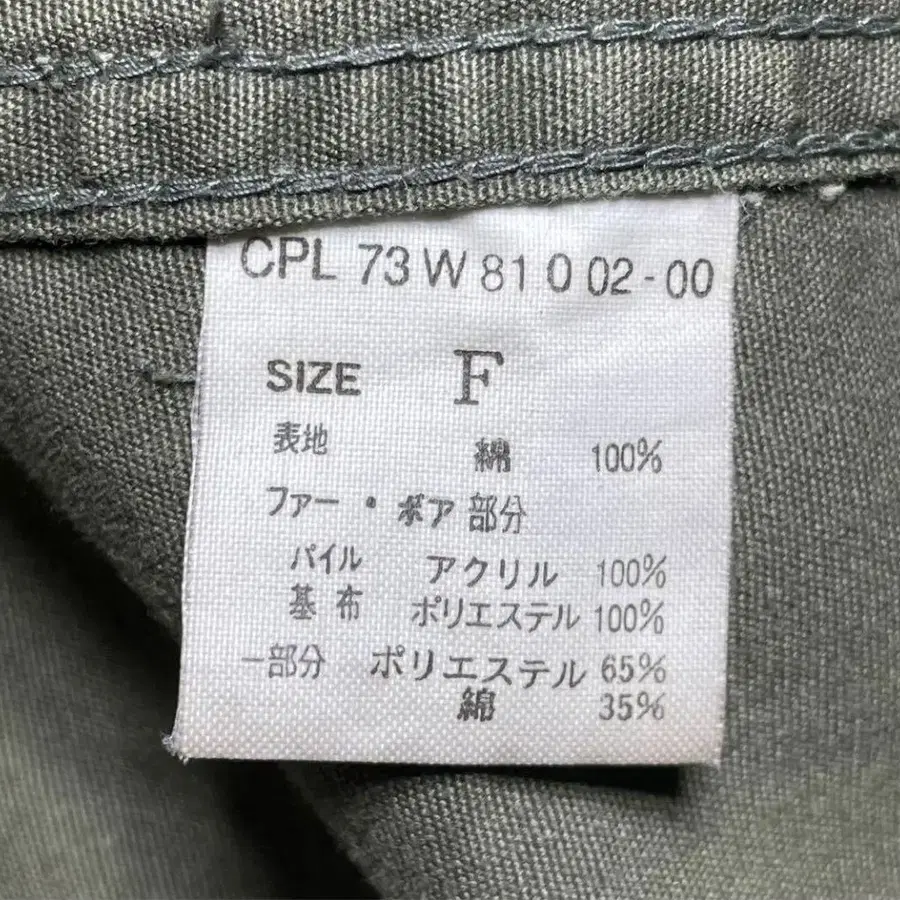 CPL 73W 81 0 02-00
SIZE F
表地 綿 100%
ファー・ボア部分
パイル アクリル 100%
基布 ポリエステル 100%
一部分 ポリエステル 65%
綿 35%